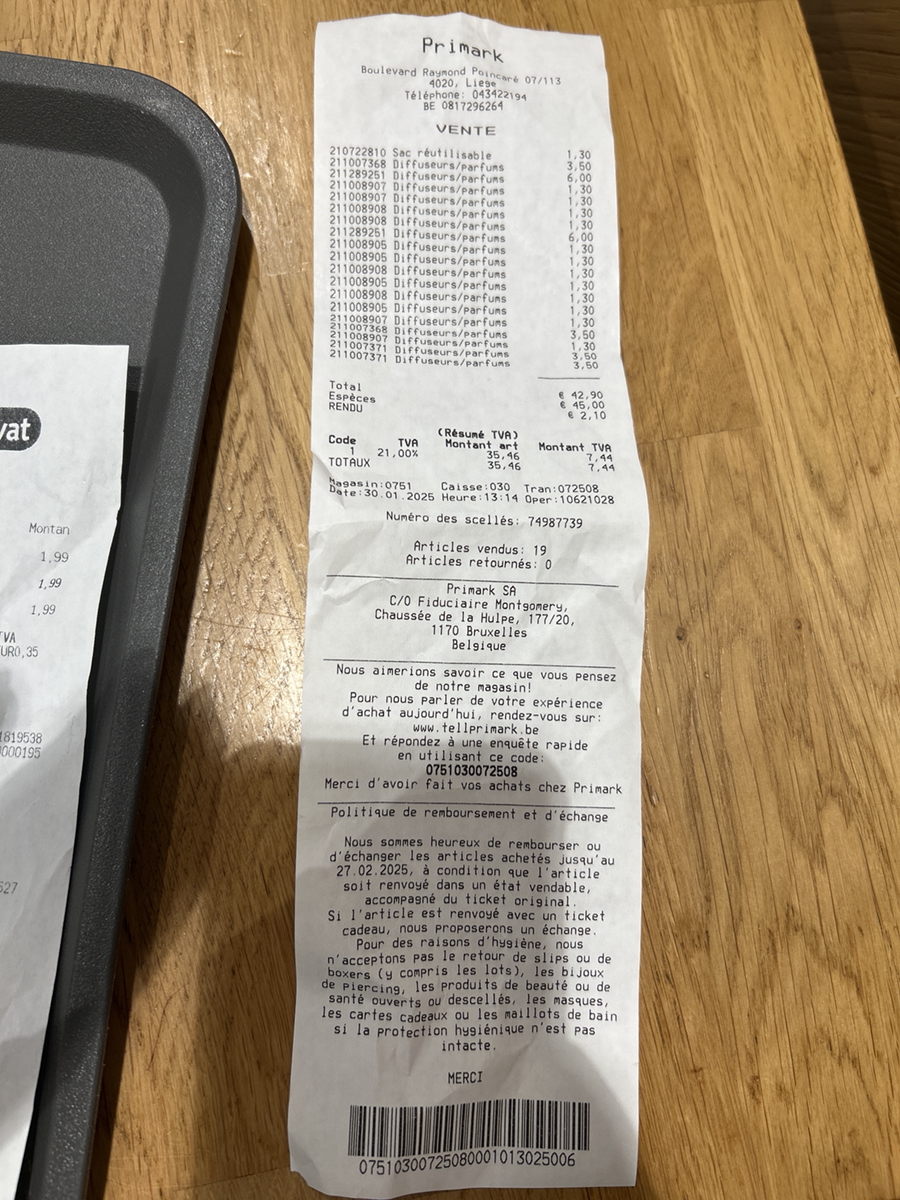 Primark
Boulevard Raymond Poincaré 07/113
4020, Liege
Téléphone: 043422194
BE 0817296264
VENTE
210722810 Sac réutilisable 1,30
211007368 Diffuseurs/parfums 3,50
211289251 Diffuseurs/parfums 6,00
211008907 Diffuseurs/parfums 1,30
211008907 Diffuseurs/parfums 1,30
211008908 Diffuseurs/parfums 1,30
211008908 Diffuseurs/parfums 1,30
211289251 Diffuseurs/parfums 6,00
211008905 Diffuseurs/parfums 1,30
211008905 Diffuseurs/parfums 1,30
211008908 Diffuseurs/parfums 1,30
211008905 Diffuseurs/parfums 1,30
211008908 Diffuseurs/parfums 1,30
211008905 Diffuseurs/parfums 1,30
211008907 Diffuseurs/parfums 1,30
211007368 Diffuseurs/parfums 3,50
211008907 Diffuseurs/parfums 1,30
211007371 Diffuseurs/parfums 3,50
211007371 Diffuseurs/parfums 3,50
Total € 42,90
Espèces € 45,00
RENDU € 2,10
(Résumé TVA)
Code TVA Montant art Montant TVA
1 21,00% 35,46 7,44
TOTAUX 35,46 7,44
Magasin:0751 Caisse:030 Tran:072508
Date:30.01.2025 Heure:13:14 Oper:10621028
Numéro des scellés: 74987739
Articles vendus: 19
Articles retournés: 0
Primark SA
C/O Fiduciaire Montgomery,
Chaussée de la Hulpe, 177/20,
1170 Bruxelles
Belgique
Nous aimerions savoir ce que vous pensez
de notre magasin!
Pour nous parler de votre expérience
d'achat aujourd'hui, rendez-vous sur:
www.tellprimark.be
Et répondez à une enquête rapide
en utilisant ce code:
0751030072508
Merci d'avoir fait vos achats chez Primark
Politique de remboursement et d'échange
Nous sommes heureux de rembourser ou
d'échanger les articles achetés jusqu'au
27.02.2025, à condition que l'article
soit renvoyé dans un état vendable,
accompagné du ticket original.
Si l'article est renvoyé avec un ticket
cadeau, nous proposerons un échange.
Pour des raisons d'hygiène, nous
n'acceptons pas le retour de slips ou de
boxers (y compris les lots), les bijoux
de piercing, les produits de beauté ou de
santé ouverts ou descellés, les masques,
les cartes cadeaux ou les maillots de bain
si la protection hygiénique n'est pas
intacte.
MERCI
07510300725080001013025006
vat
Montan
1,99
1,99
1,99
TVA
UR0,35
1819538
000195
527